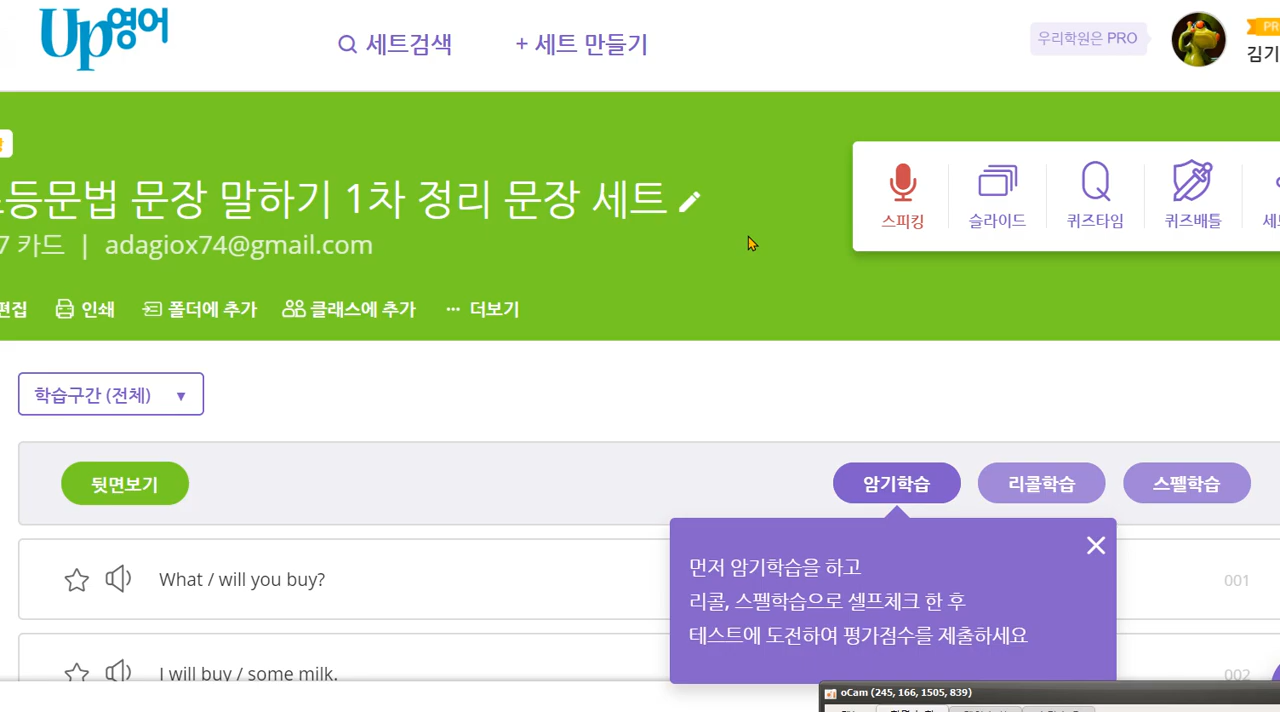 Up영어
세트검색
+ 세트 만들기
우리학원은 PRO
김기
등문법 문장 말하기 1차 정리 문장 세트
7 카드 | adagiox74@gmail.com
스피킹
슬라이드
퀴즈타임
퀴즈배틀
세트
편집
인쇄
폴더에 추가
클래스에 추가
··· 더보기
학습구간 (전체) ▼
뒷면보기
암기학습
리콜학습
스펠학습
먼저 암기학습을 하고
리콜, 스펠학습으로 셀프체크 한 후
테스트에 도전하여 평가점수를 제출하세요
What / will you buy?
001
I will buy / some milk.
002
oCam (245, 166, 1505, 839)